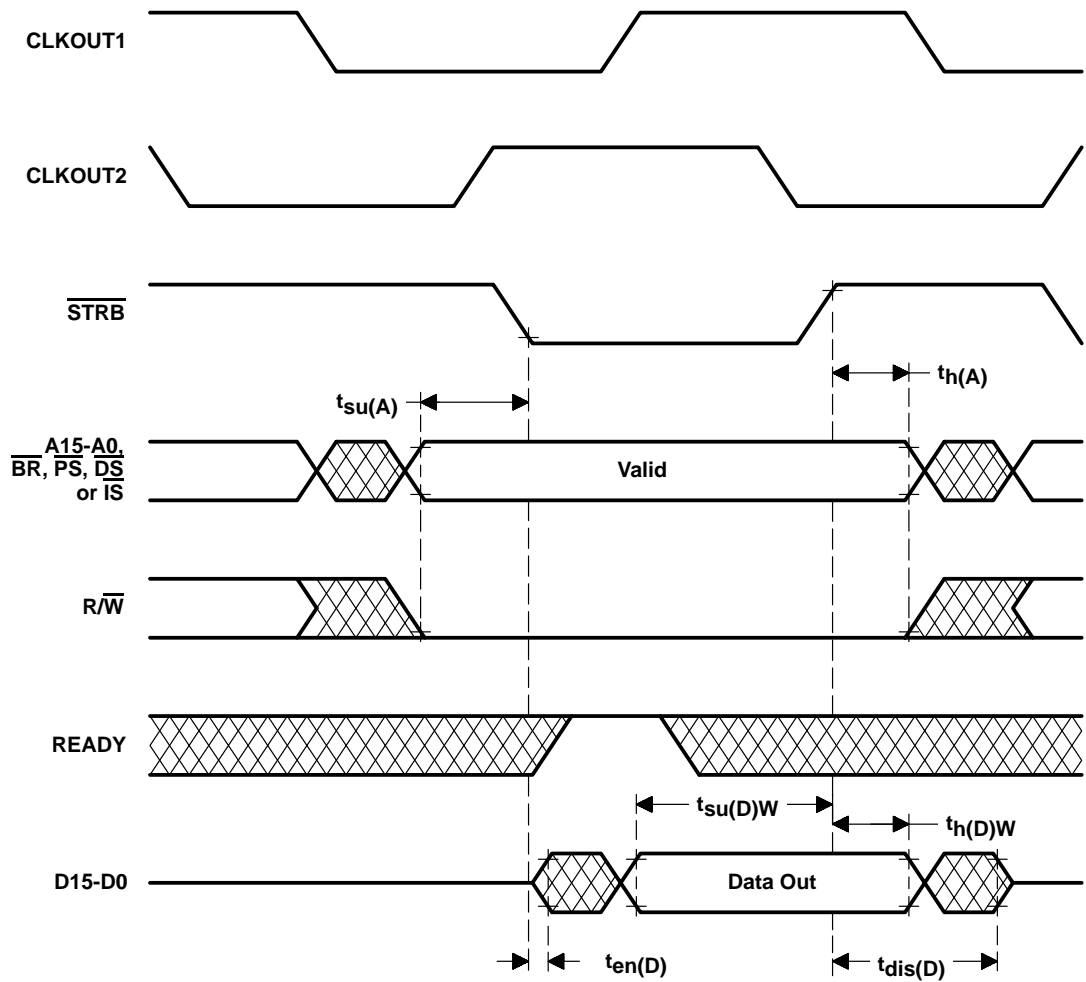 CLKOUT1
CLKOUT2
STRB
th(A)
tsu(A)
A15-A0,
BR, PS, DS
or IS
Valid
R/W
READY
tsu(D)W
th(D)W
D15-D0
Data Out
ten(D)
tdis(D)